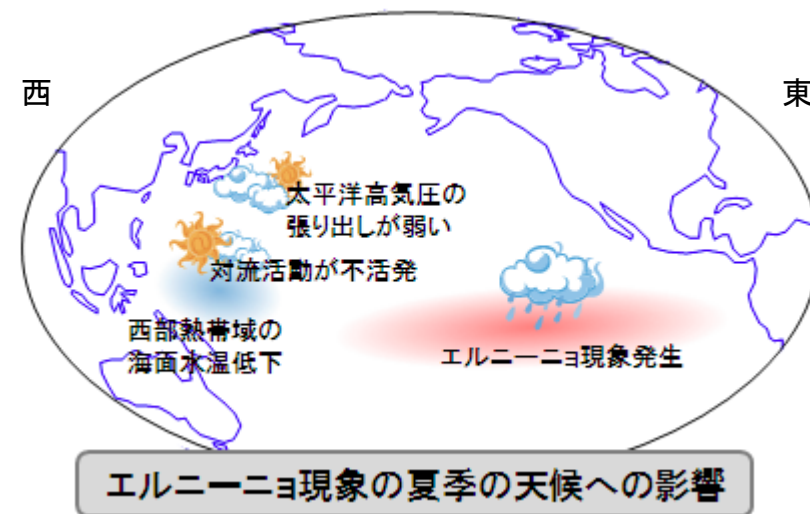 西
東
太平洋高気圧の
張り出しが弱い
対流活動が不活発
西部熱帯域の
海面水温低下
エルニーニョ現象発生
エルニーニョ現象の夏季の天候への影響